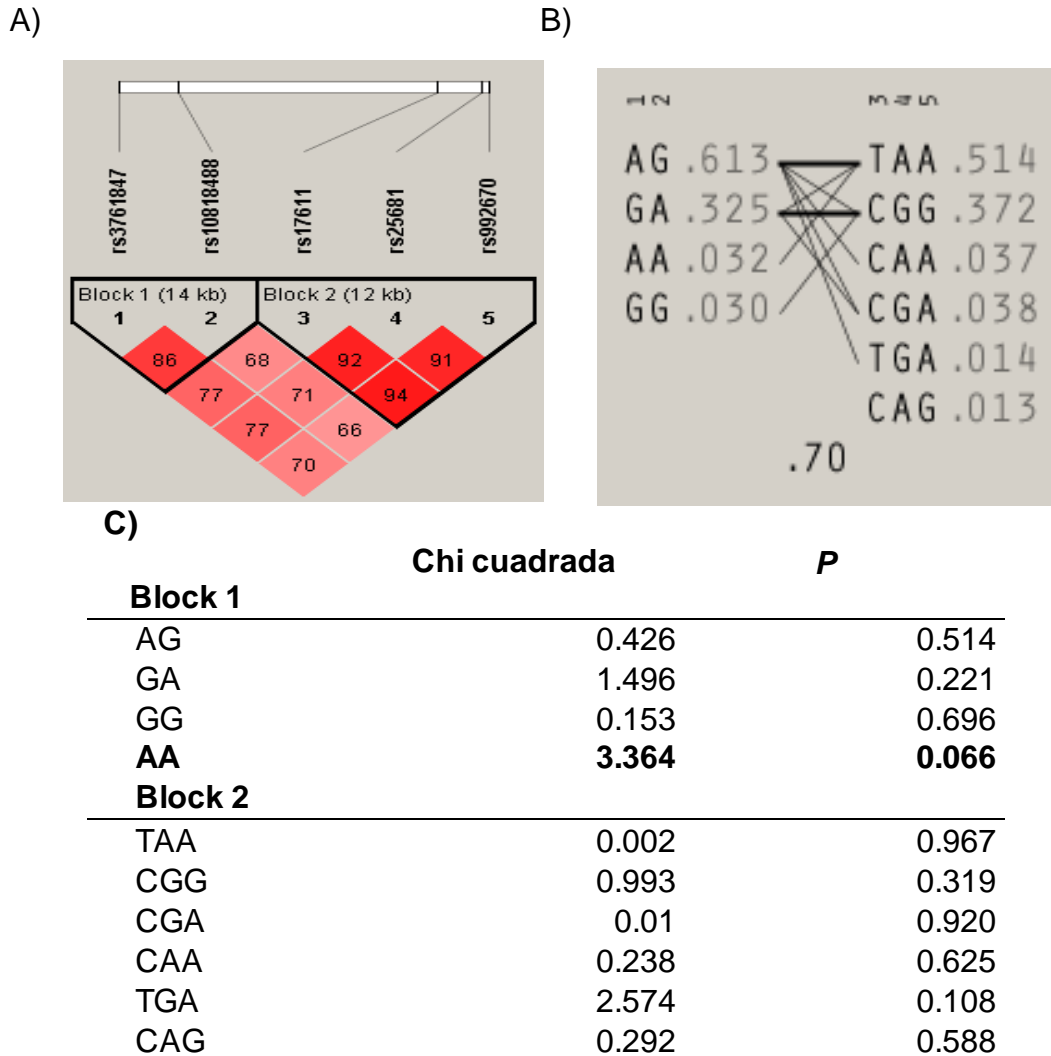 A)
B)
rs3761847
rs10818488
rs17611
rs25681
rs992670
Block 1 (14 kb)
Block 2 (12 kb)
1 2 3 4 5
86 68 92 91
77 71 94
77 66
70
1 2
3 4 5
AG .613 TAA .514
GA .325 CGG .372
AA .032 CAA .037
GG .030 CGA .038
TGA .014
CAG .013
.70
C)
Chi cuadrada P
Block 1
AG 0.426 0.514
GA 1.496 0.221
GG 0.153 0.696
AA 3.364 0.066
Block 2
TAA 0.002 0.967
CGG 0.993 0.319
CGA 0.01 0.920
CAA 0.238 0.625
TGA 2.574 0.108
CAG 0.292 0.588